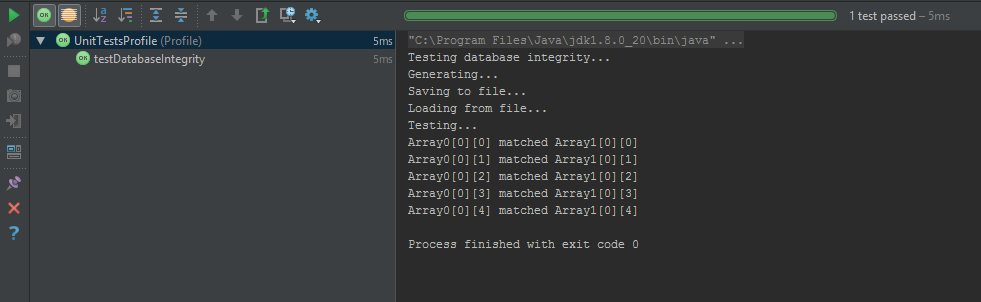 1 test passed – 5ms
UnitTestsProfile (Profile) 5ms
OK testDatabaseIntegrity 5ms
"C:\Program Files\Java\jdk1.8.0_20\bin\java" ...
Testing database integrity...
Generating...
Saving to file...
Loading from file...
Testing...
Array0[0][0] matched Array1[0][0]
Array0[0][1] matched Array1[0][1]
Array0[0][2] matched Array1[0][2]
Array0[0][3] matched Array1[0][3]
Array0[0][4] matched Array1[0][4]
Process finished with exit code 0